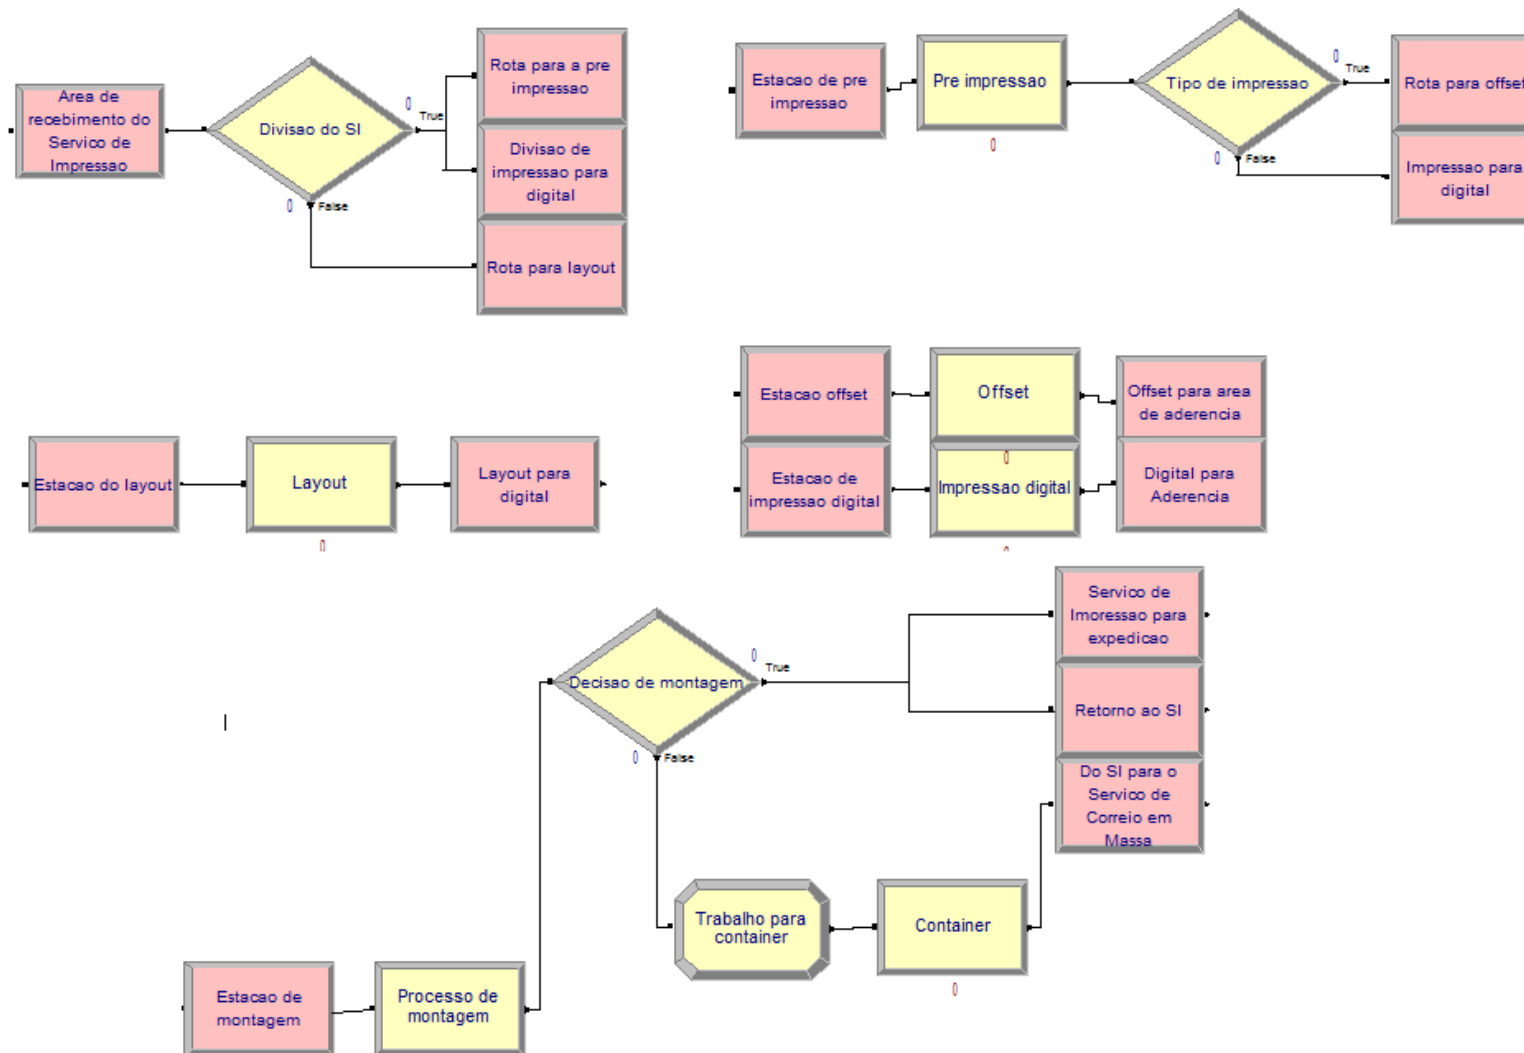 Area de
recebimento do
Servico de
Impressao
Divisao do SI
0
True
0
False
Rota para a pre
impressao
Divisao de
impressao para
digital
Rota para layout
Estacao de pre
impressao
Pre impressao
0
Tipo de impressao
0
True
0
False
Rota para offset
Impressao para
digital
Estacao do layout
Layout
0
Layout para
digital
Estacao offset
Offset
0
Offset para area
de aderencia
Estacao de
impressao digital
Impressao digital
Digital para
Aderencia
Estacao de
montagem
Processo de
montagem
Decisao de montagem
0
True
0
False
Servico de
Imoressao para
expedicao
Retorno ao SI
Do SI para o
Servico de
Correio em
Massa
Trabalho para
container
Container
0